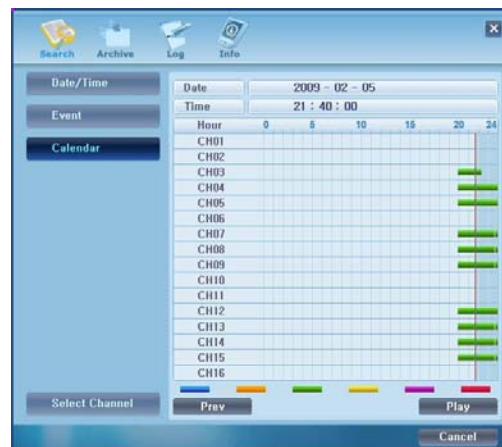 Search Archive Log Info
Date/Time
Event
Calendar
Select Channel
Date 2009 - 02 - 05
Time 21 : 40 : 00
Hour 0 5 10 15 20 24
CH01
CH02
CH03
CH04
CH05
CH06
CH07
CH08
CH09
CH10
CH11
CH12
CH13
CH14
CH15
CH16
Prev Play
Cancel